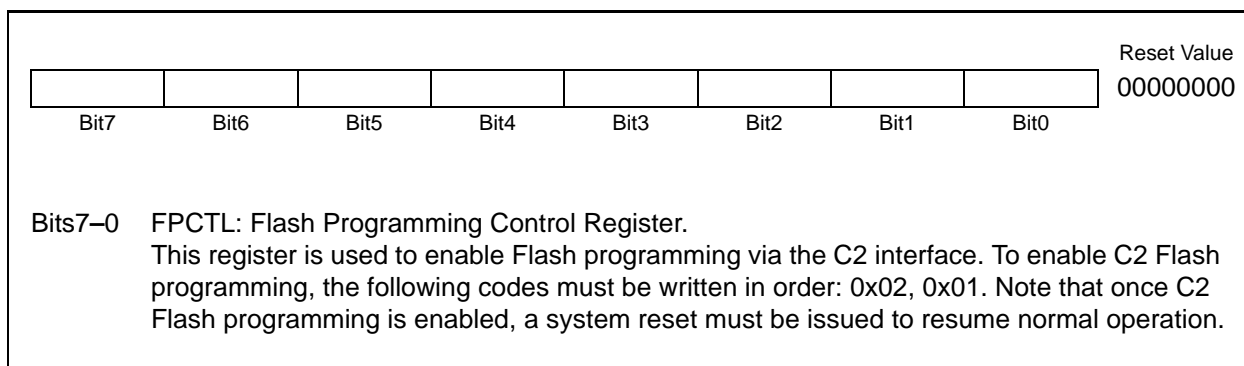 Reset Value
00000000
Bit7 Bit6 Bit5 Bit4 Bit3 Bit2 Bit1 Bit0
Bits7–0 FPCTL: Flash Programming Control Register.
This register is used to enable Flash programming via the C2 interface. To enable C2 Flash
programming, the following codes must be written in order: 0x02, 0x01. Note that once C2
Flash programming is enabled, a system reset must be issued to resume normal operation.